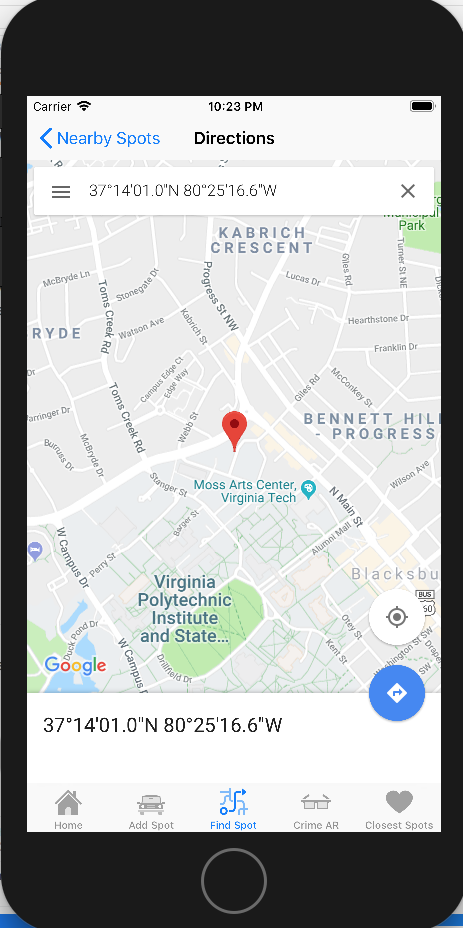 Carrier
10:23 PM
Nearby Spots
Directions
37°14'01.0"N 80°25'16.6"W
Municipal
Park
KABRICH
CRESCENT
Turner St NE
Giles Rd
Lucas Dr
McBryde Ln
Stonegate Dr
Progress St NW
Toms Creek Rd
Watson Ave
Kabrich St
Hearthstone Dr
RYDE
Franklin Dr
Campus Edge Ct
Edge Way
Giles Rd
McConkey St
Toms Creek Rd
Webb St
BENNETT HILL
- PROGRESS
McBryde Dr
Burruss Dr
Wilson Ave
Stanger St
Moss Arts Center,
Virginia Tech
N Main St
Barger St
Alumni Mall
W Campus Dr
Perry St
Blacksbu
Virginia
Polytechnic
Institute
and State...
BUS
Otey St
College Ave
Duck Pond Dr
W Campus Dr
Kent St
Washington St SW
Drillfield Dr
Google
37°14'01.0"N 80°25'16.6"W
Home
Add Spot
Find Spot
Crime AR
Closest Spots